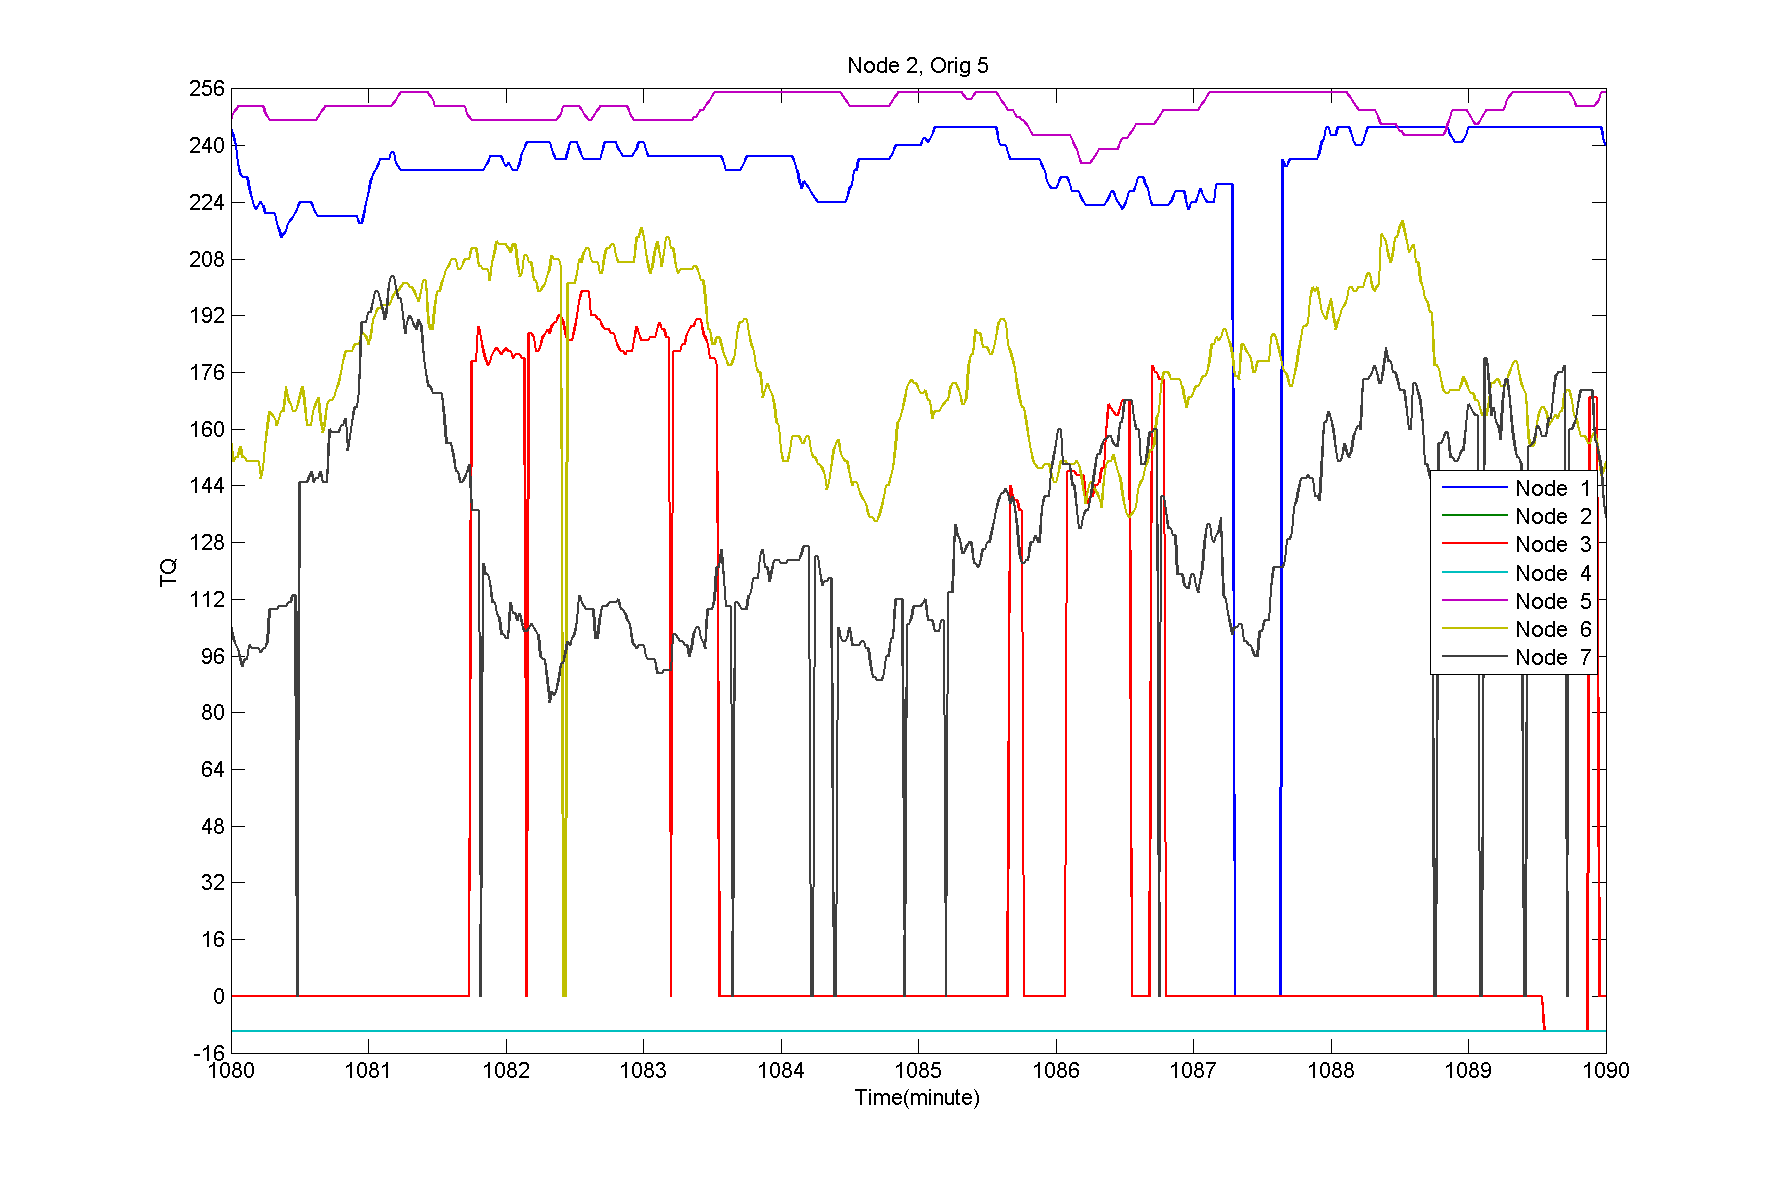 Node 2, Orig 5
256
240
224
208
192
176
160
144
128
112
96
80
64
48
32
16
0
-16
TQ
Node 1
Node 2
Node 3
Node 4
Node 5
Node 6
Node 7
1080 1081 1082 1083 1084 1085 1086 1087 1088 1089 1090
Time(minute)